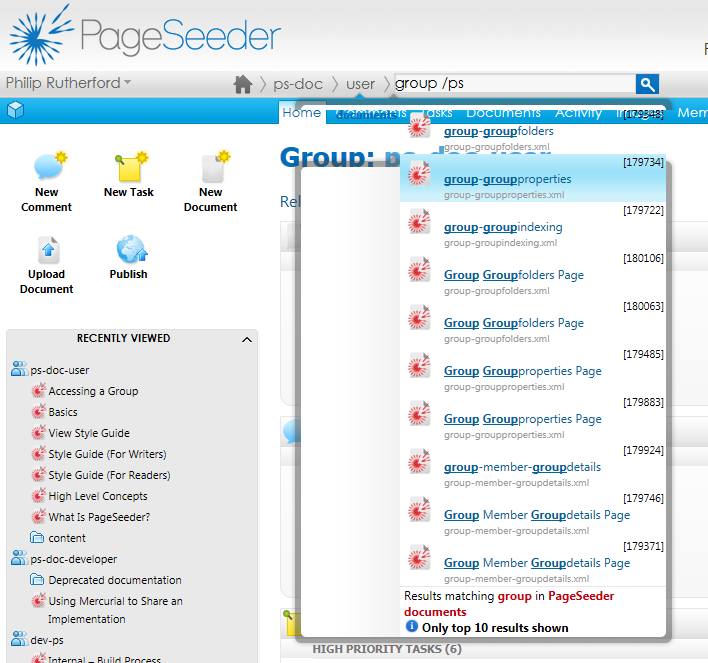 PageSeeder
Philip Rutherford
ps-doc
user
group /ps
Home
Documents
Activity
Mem
documents
Group: ps-doc-user
Rel
New
Comment
New Task
New
Document
Upload
Document
Publish
RECENTLY VIEWED
ps-doc-user
Accessing a Group
Basics
View Style Guide
Style Guide (For Writers)
Style Guide (For Readers)
High Level Concepts
What Is PageSeeder?
content
ps-doc-developer
Deprecated documentation
Using Mercurial to Share an
Implementation
dev-ps
Internal – Build Process
[179348]
group-groupfolders
group-groupfolders.xml
[179734]
group-groupproperties
group-groupproperties.xml
[179722]
group-groupindexing
group-groupindexing.xml
[180106]
Group Groupfolders Page
group-groupfolders.xml
[180063]
Group Groupfolders Page
group-groupfolders.xml
[179485]
Group Groupproperties Page
group-groupproperties.xml
[179883]
Group Groupproperties Page
group-groupproperties.xml
[179924]
group-member-groupdetails
group-member-groupdetails.xml
[179746]
Group Member Groupdetails Page
group-member-groupdetails.xml
[179371]
Group Member Groupdetails Page
group-member-groupdetails.xml
Results matching group in PageSeeder
documents
Only top 10 results shown
HIGH PRIORITY TASKS (6)